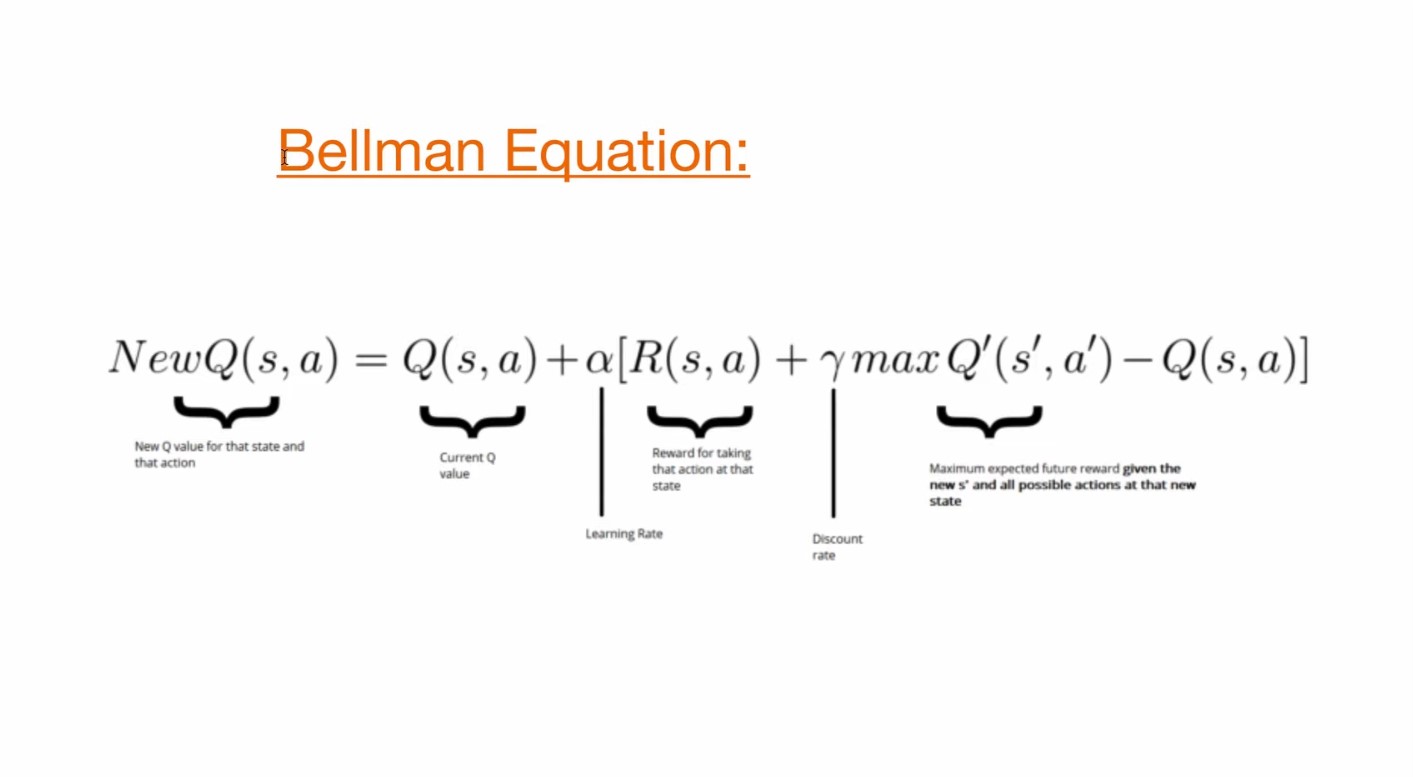 Bellman Equation:
NewQ(s, a) = Q(s, a) + α[R(s, a) + γ max Q′(s′, a′) − Q(s, a)]
New Q value for that state and
that action
Current Q
value
Learning Rate
Reward for taking
that action at that
state
Discount
rate
Maximum expected future reward given the
new s' and all possible actions at that new
state